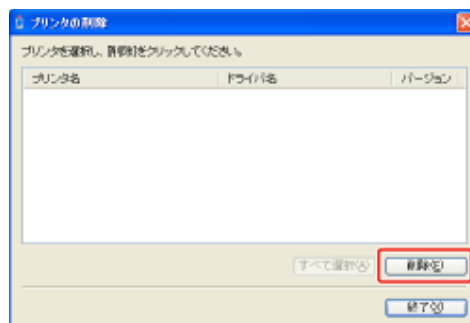 プリンタの削除
プリンタを選択し、[削除]をクリックしてください。
プリンタ名 ドライバ名 バージョン
すべて選択(A) 削除(E)
終了(X)